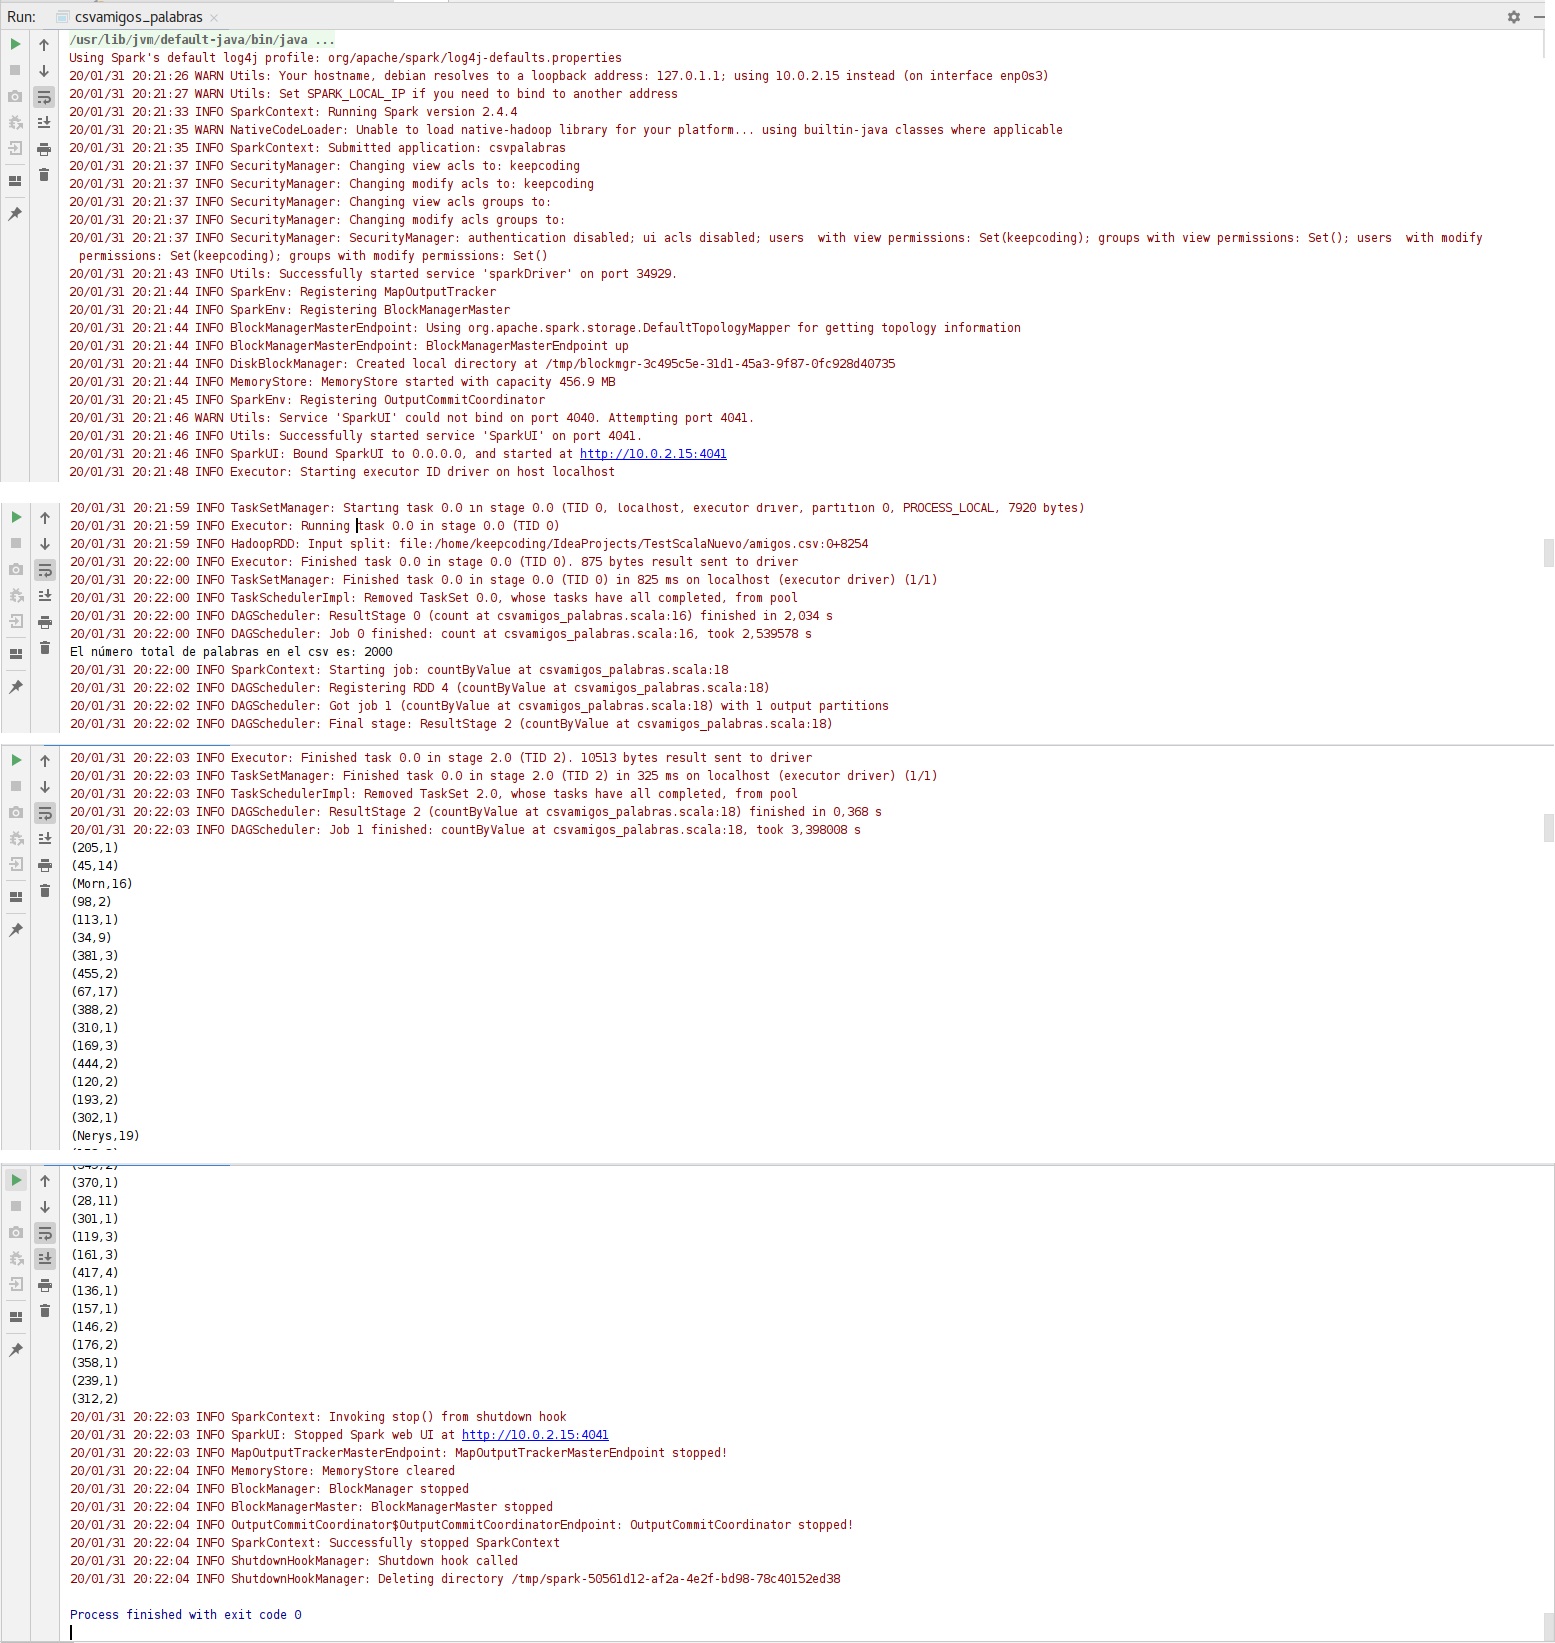 Run: csvamigos_palabras
/usr/lib/jvm/default-java/bin/java ...
Using Spark's default log4j profile: org/apache/spark/log4j-defaults.properties
20/01/31 20:21:26 WARN Utils: Your hostname, debian resolves to a loopback address: 127.0.1.1; using 10.0.2.15 instead (on interface enp0s3)
20/01/31 20:21:27 WARN Utils: Set SPARK_LOCAL_IP if you need to bind to another address
20/01/31 20:21:33 INFO SparkContext: Running Spark version 2.4.4
20/01/31 20:21:35 WARN NativeCodeLoader: Unable to load native-hadoop library for your platform... using builtin-java classes where applicable
20/01/31 20:21:35 INFO SparkContext: Submitted application: csvpalabras
20/01/31 20:21:37 INFO SecurityManager: Changing view acls to: keepcoding
20/01/31 20:21:37 INFO SecurityManager: Changing modify acls to: keepcoding
20/01/31 20:21:37 INFO SecurityManager: Changing view acls groups to:
20/01/31 20:21:37 INFO SecurityManager: Changing modify acls groups to:
20/01/31 20:21:37 INFO SecurityManager: SecurityManager: authentication disabled; ui acls disabled; users  with view permissions: Set(keepcoding); groups with view permissions: Set(); users  with modify
permissions: Set(keepcoding); groups with modify permissions: Set()
20/01/31 20:21:43 INFO Utils: Successfully started service 'sparkDriver' on port 34929.
20/01/31 20:21:44 INFO SparkEnv: Registering MapOutputTracker
20/01/31 20:21:44 INFO SparkEnv: Registering BlockManagerMaster
20/01/31 20:21:44 INFO BlockManagerMasterEndpoint: Using org.apache.spark.storage.DefaultTopologyMapper for getting topology information
20/01/31 20:21:44 INFO BlockManagerMasterEndpoint: BlockManagerMasterEndpoint up
20/01/31 20:21:44 INFO DiskBlockManager: Created local directory at /tmp/blockmgr-3c495c5e-31d1-45a3-9f87-0fc928d40735
20/01/31 20:21:44 INFO MemoryStore: MemoryStore started with capacity 456.9 MB
20/01/31 20:21:45 INFO SparkEnv: Registering OutputCommitCoordinator
20/01/31 20:21:46 WARN Utils: Service 'SparkUI' could not bind on port 4040. Attempting port 4041.
20/01/31 20:21:46 INFO Utils: Successfully started service 'SparkUI' on port 4041.
20/01/31 20:21:46 INFO SparkUI: Bound SparkUI to 0.0.0.0, and started at http://10.0.2.15:4041
20/01/31 20:21:48 INFO Executor: Starting executor ID driver on host localhost
20/01/31 20:21:59 INFO TaskSetManager: Starting task 0.0 in stage 0.0 (TID 0, localhost, executor driver, partition 0, PROCESS_LOCAL, 7920 bytes)
20/01/31 20:21:59 INFO Executor: Running task 0.0 in stage 0.0 (TID 0)
20/01/31 20:21:59 INFO HadoopRDD: Input split: file:/home/keepcoding/IdeaProjects/TestScalaNuevo/amigos.csv:0+8254
20/01/31 20:22:00 INFO Executor: Finished task 0.0 in stage 0.0 (TID 0). 875 bytes result sent to driver
20/01/31 20:22:00 INFO TaskSetManager: Finished task 0.0 in stage 0.0 (TID 0) in 825 ms on localhost (executor driver) (1/1)
20/01/31 20:22:00 INFO TaskSchedulerImpl: Removed TaskSet 0.0, whose tasks have all completed, from pool
20/01/31 20:22:00 INFO DAGScheduler: ResultStage 0 (count at csvamigos_palabras.scala:16) finished in 2,034 s
20/01/31 20:22:00 INFO DAGScheduler: Job 0 finished: count at csvamigos_palabras.scala:16, took 2,539578 s
El número total de palabras en el csv es: 2000
20/01/31 20:22:00 INFO SparkContext: Starting job: countByValue at csvamigos_palabras.scala:18
20/01/31 20:22:02 INFO DAGScheduler: Registering RDD 4 (countByValue at csvamigos_palabras.scala:18)
20/01/31 20:22:02 INFO DAGScheduler: Got job 1 (countByValue at csvamigos_palabras.scala:18) with 1 output partitions
20/01/31 20:22:02 INFO DAGScheduler: Final stage: ResultStage 2 (countByValue at csvamigos_palabras.scala:18)
20/01/31 20:22:03 INFO Executor: Finished task 0.0 in stage 2.0 (TID 2). 10513 bytes result sent to driver
20/01/31 20:22:03 INFO TaskSetManager: Finished task 0.0 in stage 2.0 (TID 2) in 325 ms on localhost (executor driver) (1/1)
20/01/31 20:22:03 INFO TaskSchedulerImpl: Removed TaskSet 2.0, whose tasks have all completed, from pool
20/01/31 20:22:03 INFO DAGScheduler: ResultStage 2 (countByValue at csvamigos_palabras.scala:18) finished in 0,368 s
20/01/31 20:22:03 INFO DAGScheduler: Job 1 finished: countByValue at csvamigos_palabras.scala:18, took 3,398008 s
(205,1)
(45,14)
(Morn,16)
(98,2)
(113,1)
(34,9)
(381,3)
(455,2)
(67,17)
(388,2)
(310,1)
(169,3)
(444,2)
(120,2)
(193,2)
(302,1)
(Nerys,19)
(370,1)
(28,11)
(301,1)
(119,3)
(161,3)
(417,4)
(136,1)
(157,1)
(146,2)
(176,2)
(358,1)
(239,1)
(312,2)
20/01/31 20:22:03 INFO SparkContext: Invoking stop() from shutdown hook
20/01/31 20:22:03 INFO SparkUI: Stopped Spark web UI at http://10.0.2.15:4041
20/01/31 20:22:03 INFO MapOutputTrackerMasterEndpoint: MapOutputTrackerMasterEndpoint stopped!
20/01/31 20:22:04 INFO MemoryStore: MemoryStore cleared
20/01/31 20:22:04 INFO BlockManager: BlockManager stopped
20/01/31 20:22:04 INFO BlockManagerMaster: BlockManagerMaster stopped
20/01/31 20:22:04 INFO OutputCommitCoordinator$OutputCommitCoordinatorEndpoint: OutputCommitCoordinator stopped!
20/01/31 20:22:04 INFO SparkContext: Successfully stopped SparkContext
20/01/31 20:22:04 INFO ShutdownHookManager: Shutdown hook called
20/01/31 20:22:04 INFO ShutdownHookManager: Deleting directory /tmp/spark-50561d12-af2a-4e2f-bd98-78c40152ed38
Process finished with exit code 0